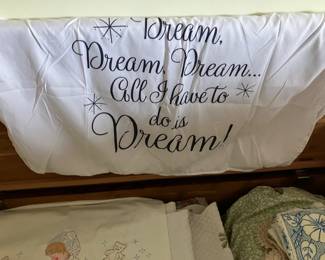 Dream,
Dream, Dream...
All I have to
do is
Dream!